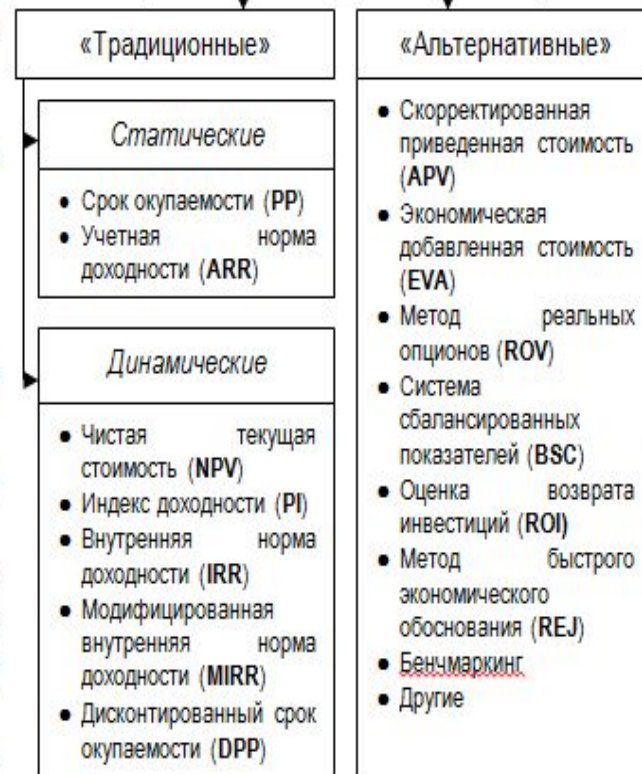 «Традиционные»
Статические
● Срок окупаемости (PP)
● Учетная норма
доходности (ARR)
Динамические
● Чистая текущая
стоимость (NPV)
● Индекс доходности (PI)
● Внутренняя норма
доходности (IRR)
● Модифицированная
внутренняя норма
доходности (MIRR)
● Дисконтированный срок
окупаемости (DPP)
«Альтернативные»
● Скорректированная
приведенная стоимость
(APV)
● Экономическая
добавленная стоимость
(EVA)
● Метод реальных
опционов (ROV)
● Система
сбалансированных
показателей (BSC)
● Оценка возврата
инвестиций (ROI)
● Метод быстрого
экономического
обоснования (REJ)
● Бенчмаркинг
● Другие